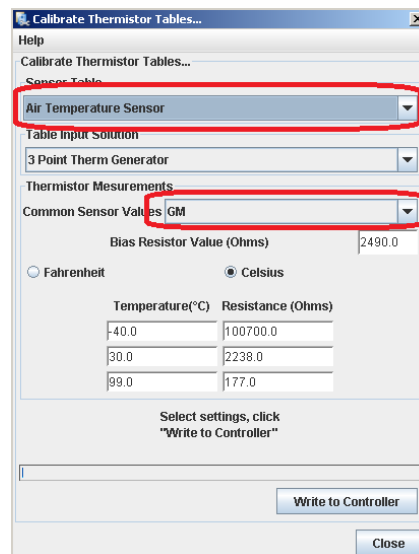 Calibrate Thermistor Tables...
Help
Calibrate Thermistor Tables...
Sensor Table
Air Temperature Sensor
Table Input Solution
3 Point Therm Generator
Thermistor Mesurements
Common Sensor Values GM
Bias Resistor Value (Ohms) 2490.0
Fahrenheit Celsius
Temperature(°C) Resistance (Ohms)
-40.0 100700.0
30.0 2238.0
99.0 177.0
Select settings, click
"Write to Controller"
Write to Controller
Close